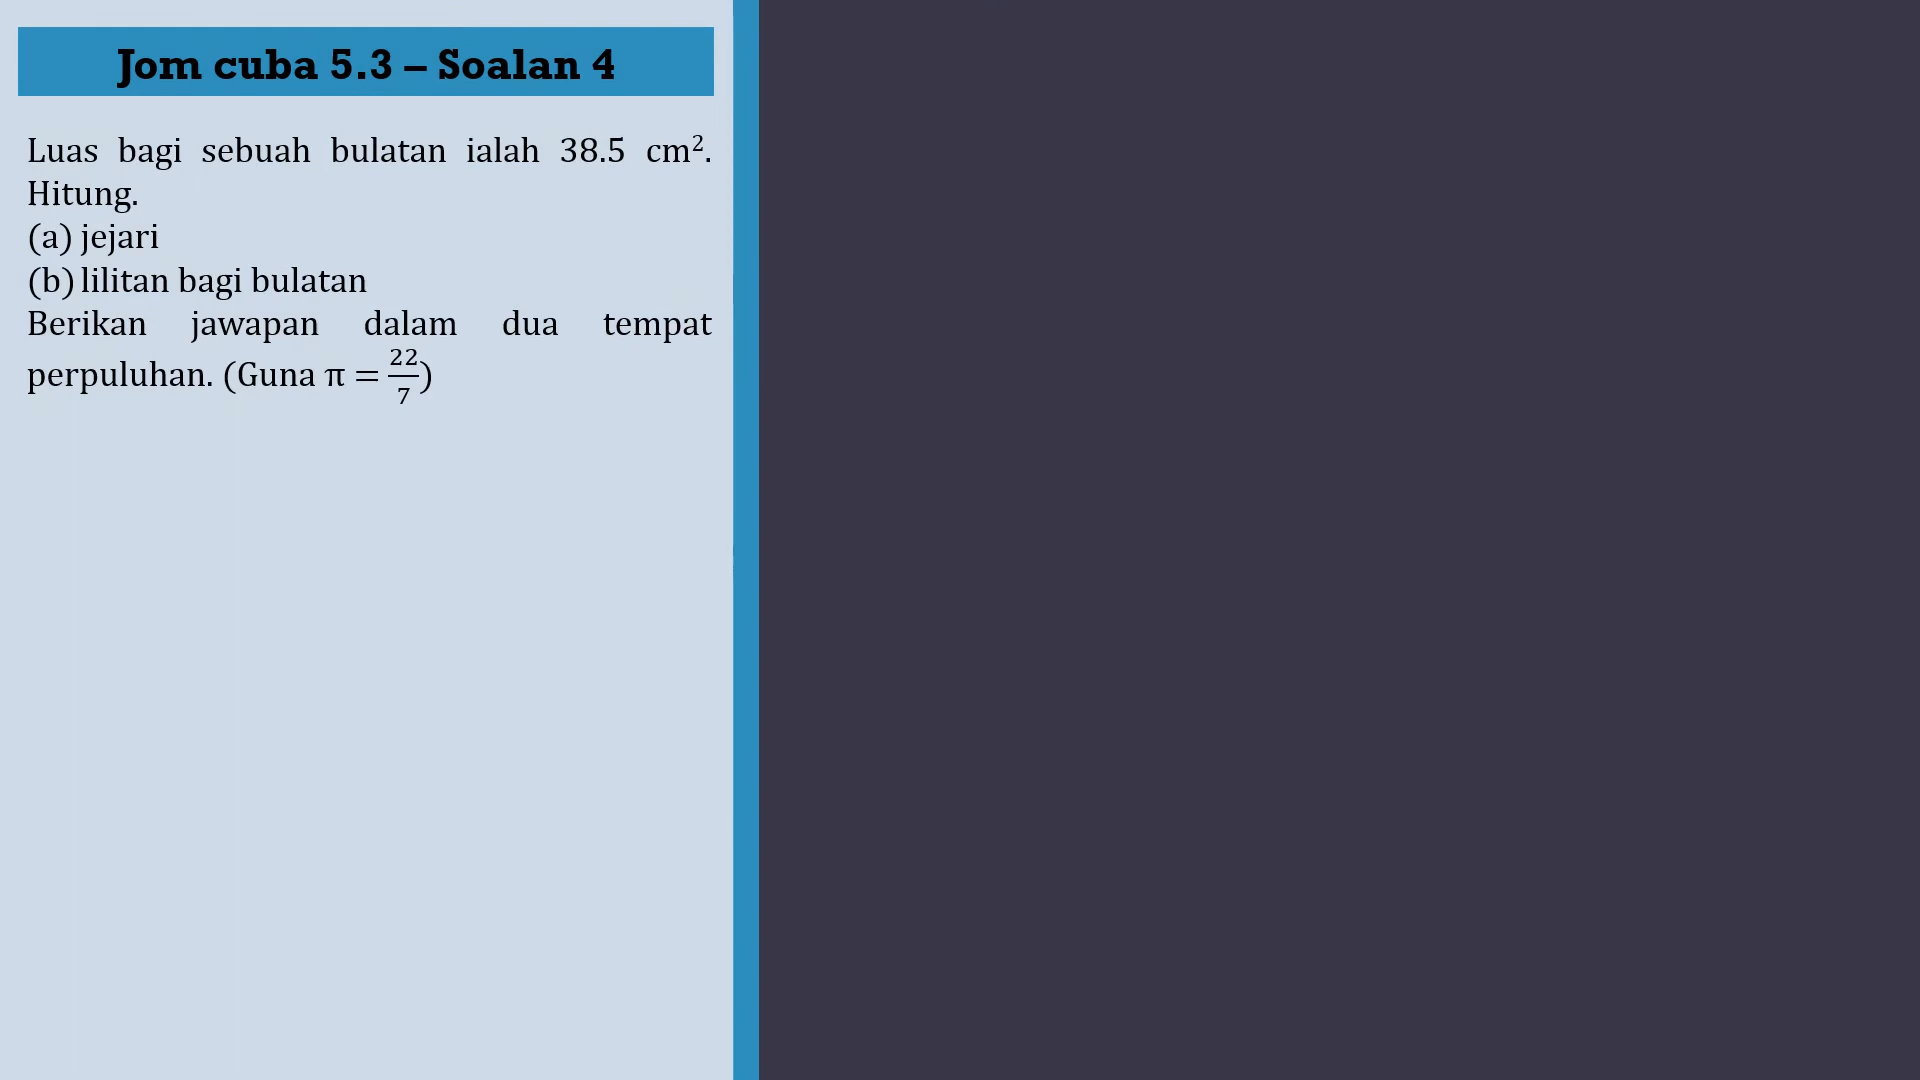 Jom cuba 5.3 – Soalan 4
Luas bagi sebuah bulatan ialah 38.5 cm².
Hitung.
(a) jejari
(b) lilitan bagi bulatan
Berikan jawapan dalam dua tempat
perpuluhan. (Guna π = 22/7)